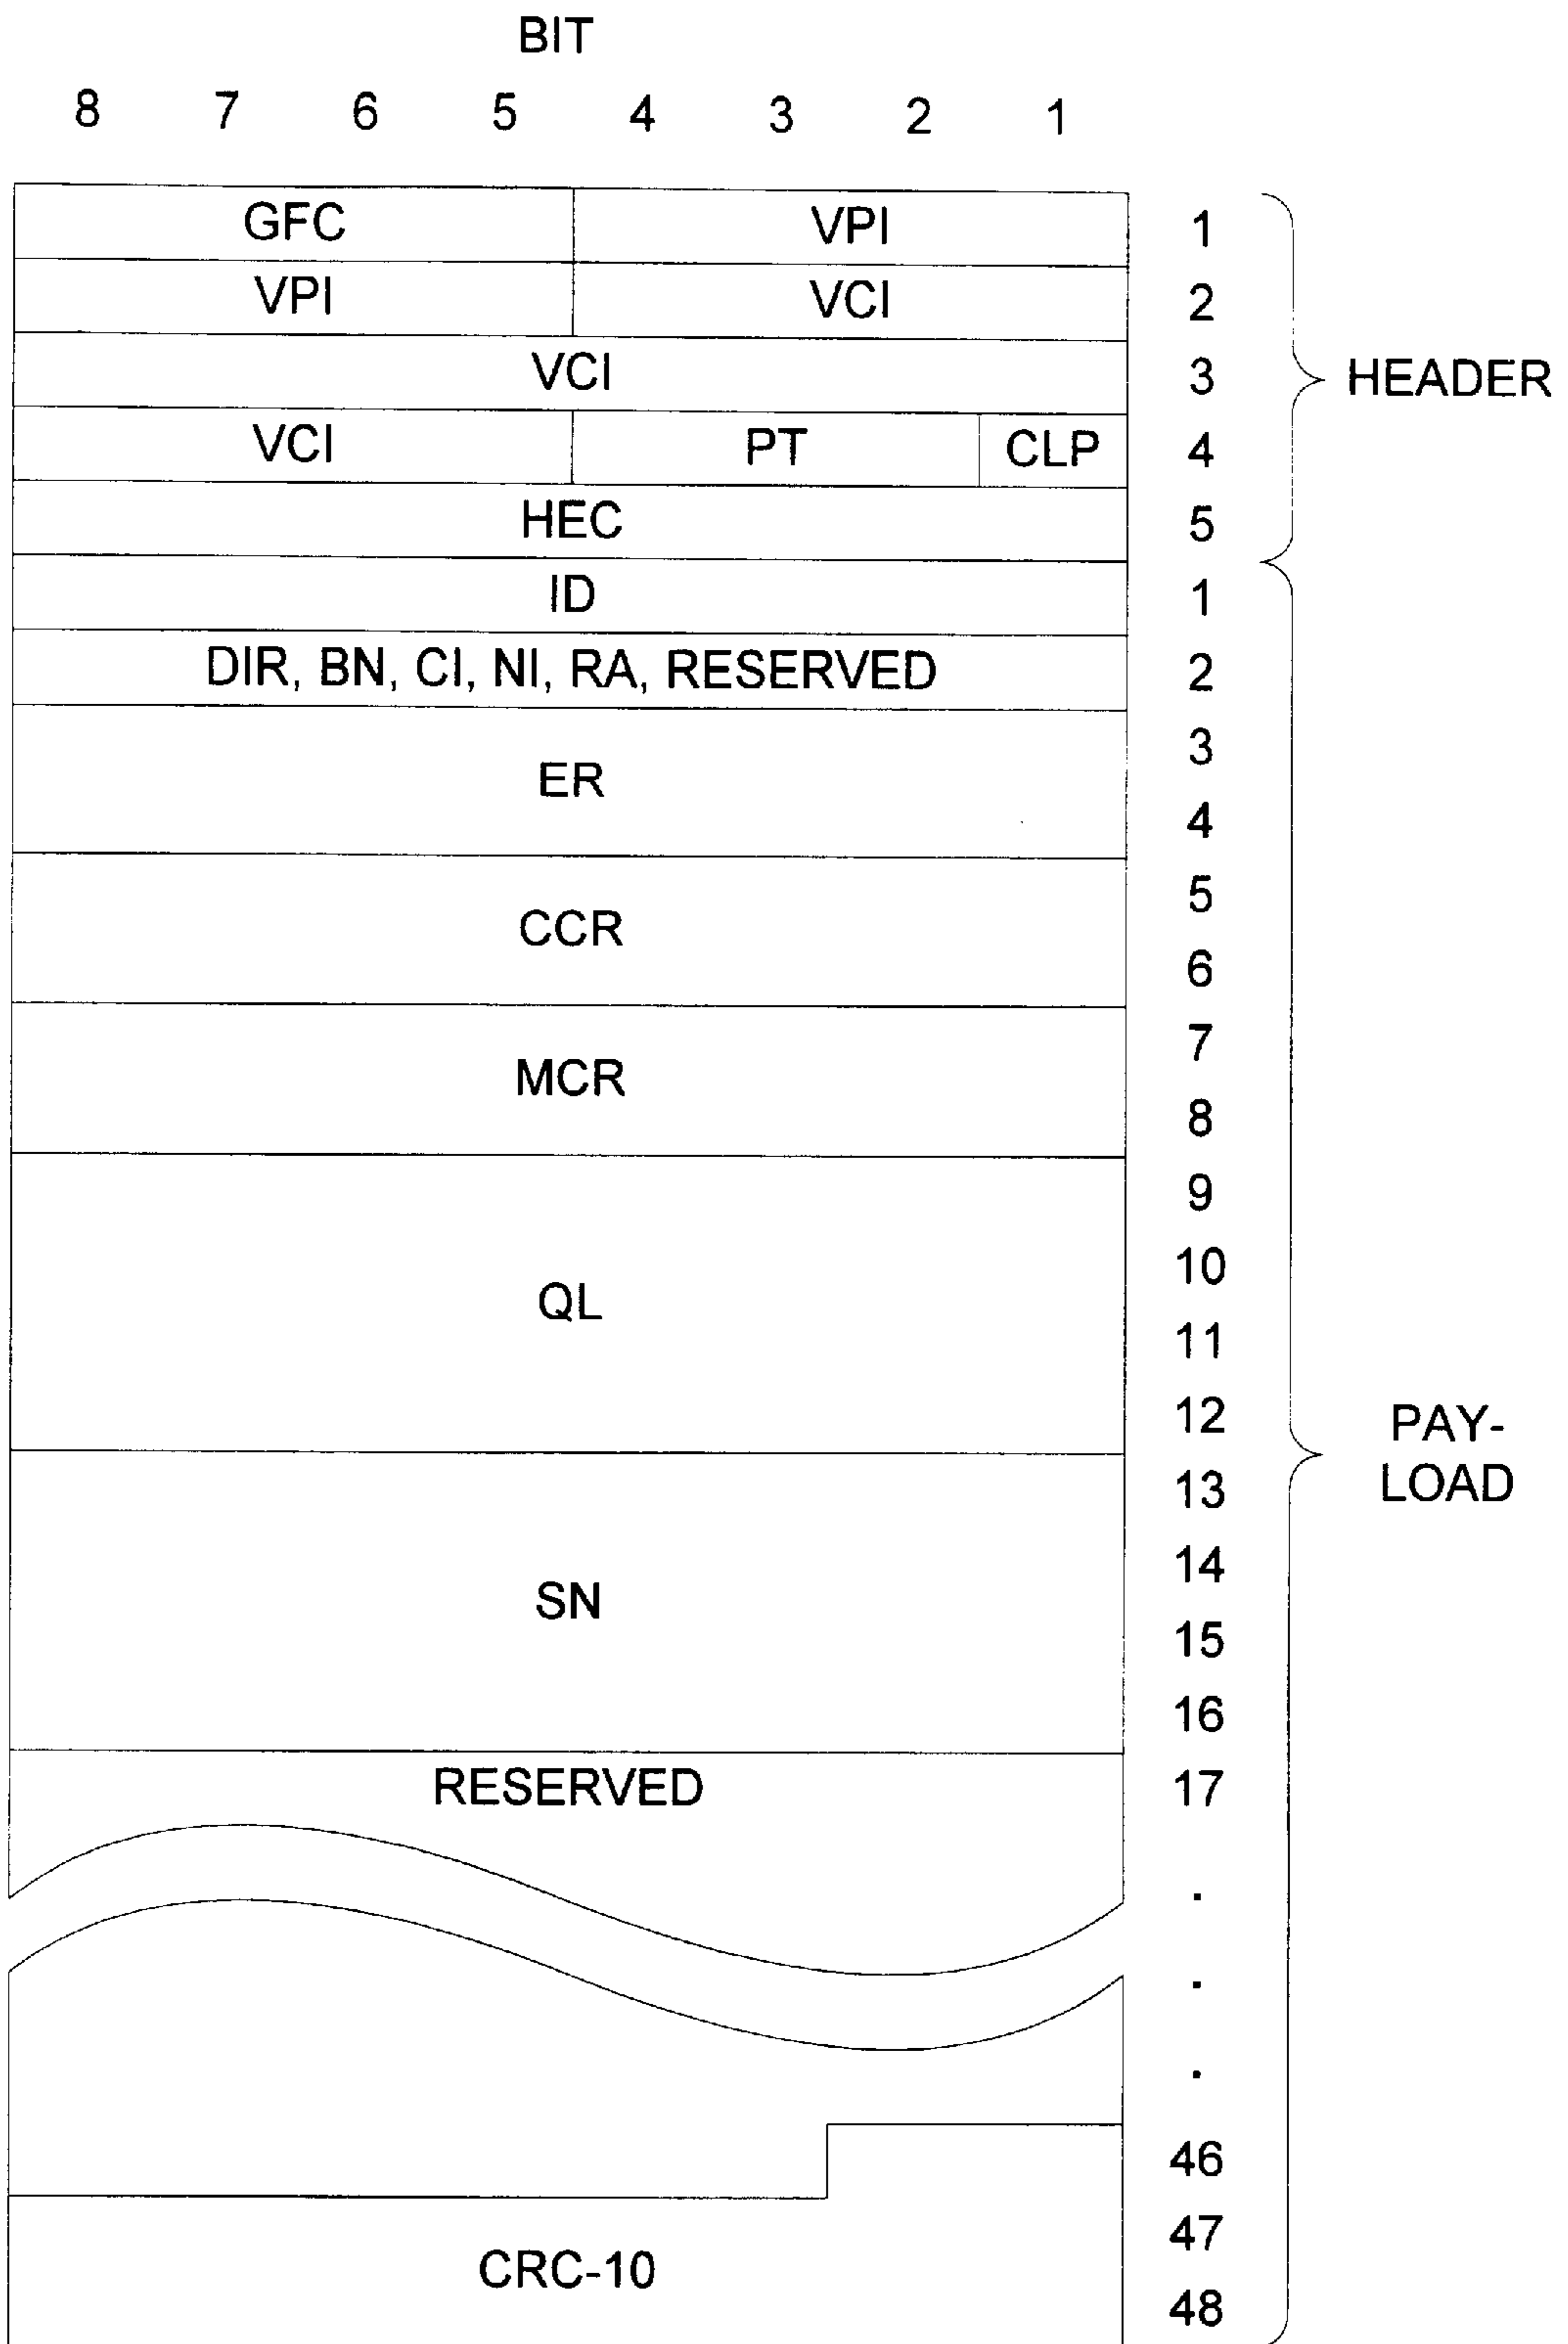 BIT
8 7 6 5 4 3 2 1
GFC VPI 1
VPI VCI 2
VCI 3
HEADER
VCI PT CLP 4
HEC 5
ID 1
DIR, BN, CI, NI, RA, RESERVED 2
3
ER
4
5
CCR
6
7
MCR
8
9
10
QL
11
12
PAY-
LOAD
13
14
SN
15
16
RESERVED 17
.
.
.
46
47
CRC-10
48